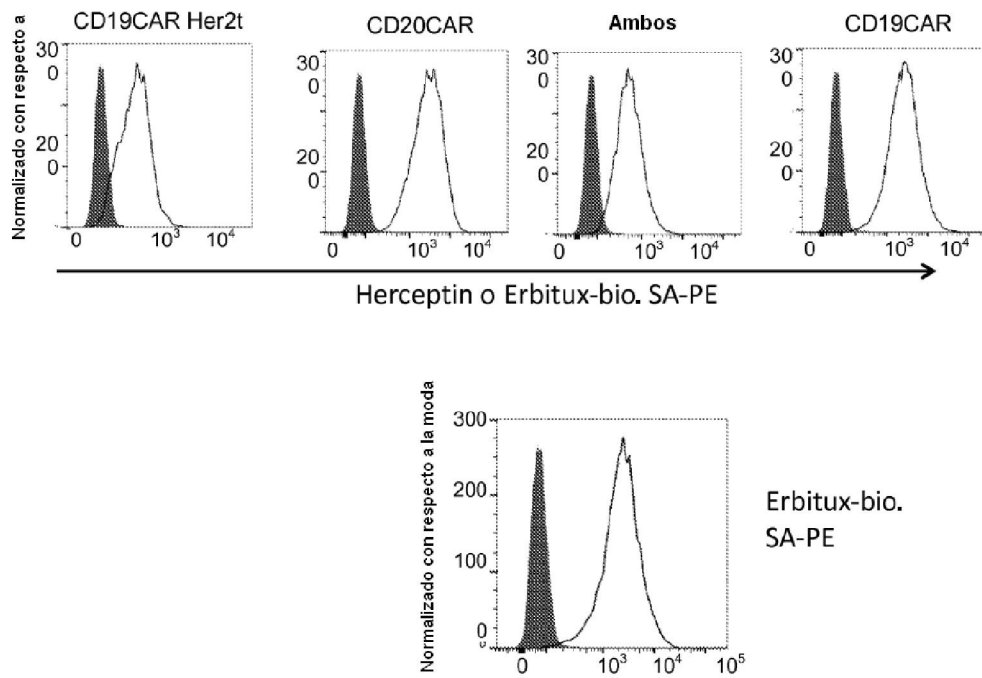 CD19CAR Her2t
CD20CAR
Ambos
CD19CAR
Normalizado con respecto a
30
0
20
0
0 10³ 10⁴
30
0
20
0
0 10³ 10⁴
30
0
20
0
0 10³ 10⁴
30
0
20
0
0 10³ 10⁴
Herceptin o Erbitux-bio. SA-PE
Normalizado con respecto a la moda
300
200
100
0
0 10³ 10⁴ 10⁵
Erbitux-bio.
SA-PE